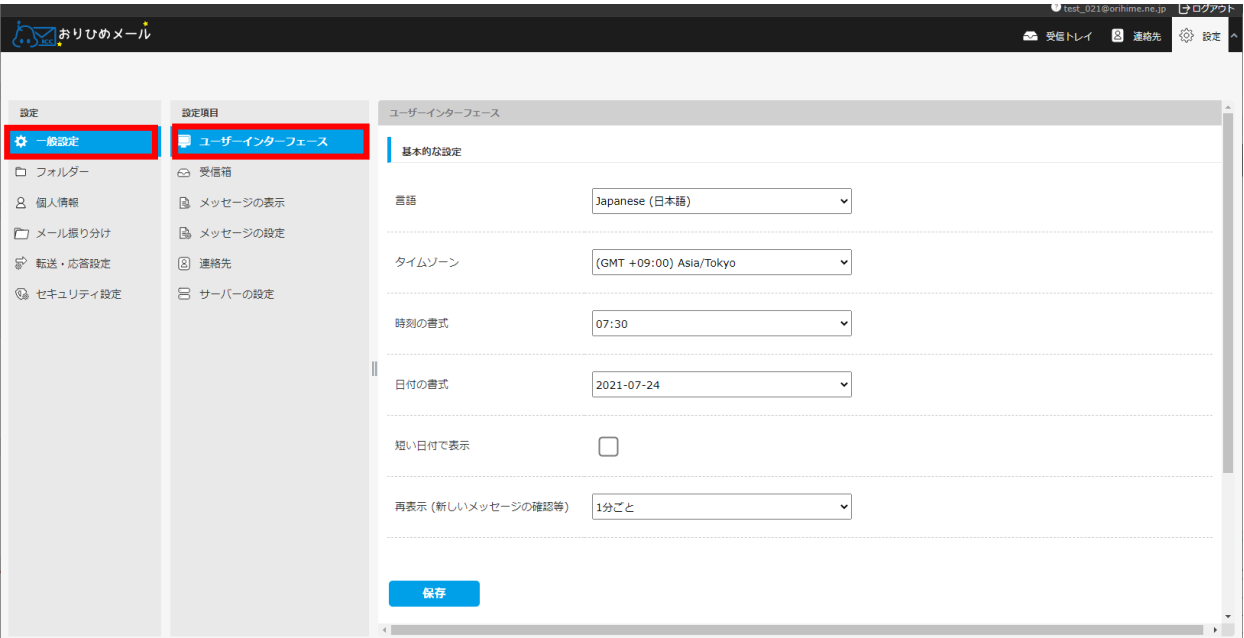 test_021@orihime.ne.jp ログアウト
おりひめメール
受信トレイ 連絡先 設定
設定
一般設定
フォルダー
個人情報
メール振り分け
転送・応答設定
セキュリティ設定
設定項目
ユーザーインターフェース
受信箱
メッセージの表示
メッセージの設定
連絡先
サーバーの設定
ユーザーインターフェース
基本的な設定
言語 Japanese (日本語)
タイムゾーン (GMT +09:00) Asia/Tokyo
時刻の書式 07:30
日付の書式 2021-07-24
短い日付で表示
再表示 (新しいメッセージの確認等) 1分ごと
保存